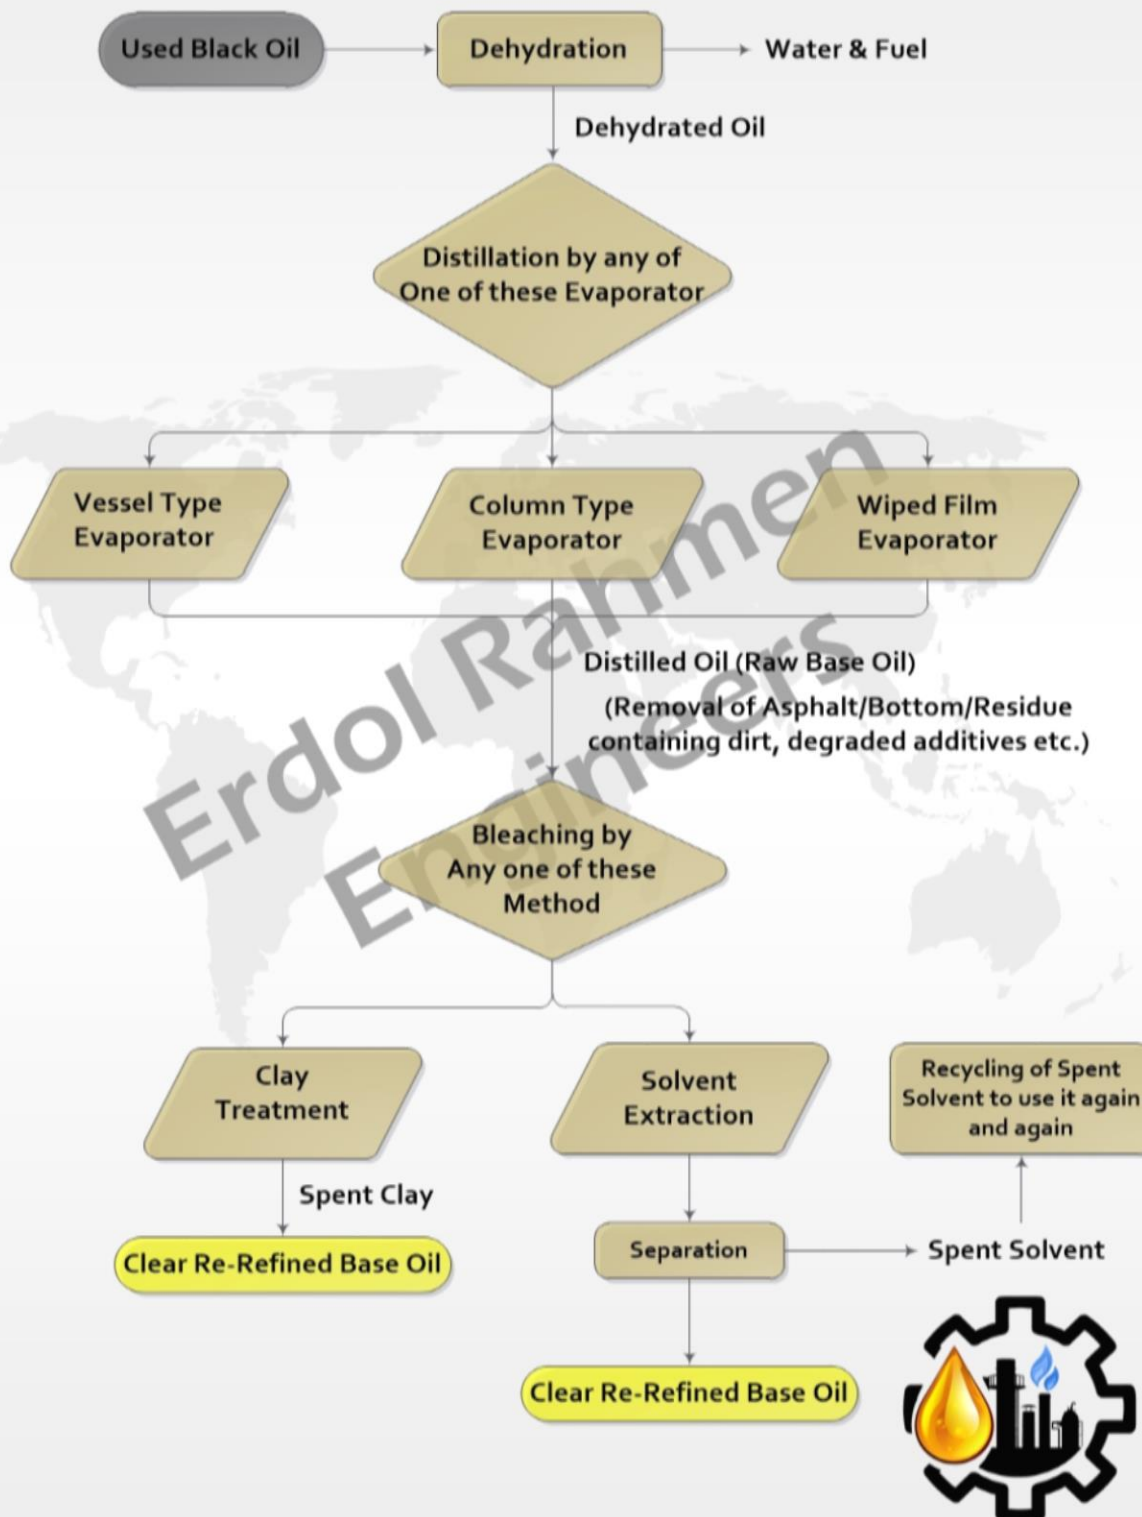 Used Black Oil
Dehydration
Water & Fuel
Dehydrated Oil
Distillation by any of
One of these Evaporator
Vessel Type
Evaporator
Column Type
Evaporator
Wiped Film
Evaporator
Erdol Rahmen
Engineers
Distilled Oil (Raw Base Oil)
(Removal of Asphalt/Bottom/Residue
containing dirt, degraded additives etc.)
Bleaching by
Any one of these
Method
Clay
Treatment
Solvent
Extraction
Recycling of Spent
Solvent to use it again
and again
Spent Clay
Clear Re-Refined Base Oil
Separation
Spent Solvent
Clear Re-Refined Base Oil